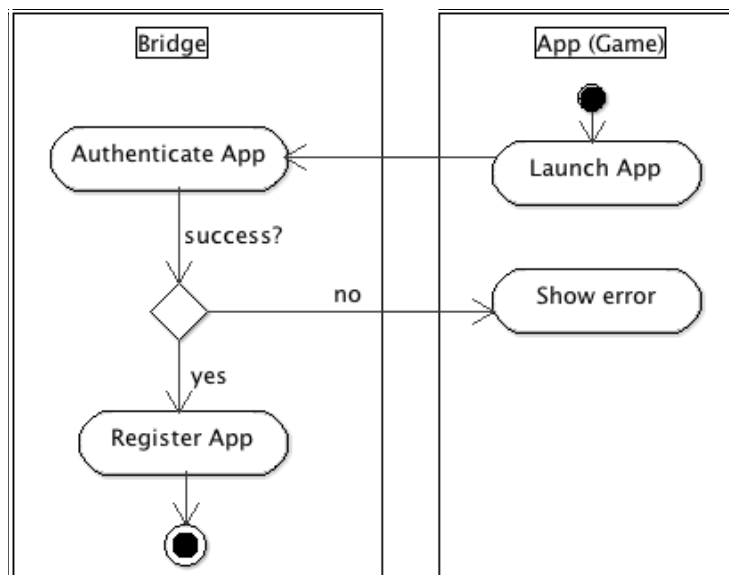 Bridge
App (Game)
Authenticate App
Launch App
success?
no
Show error
yes
Register App